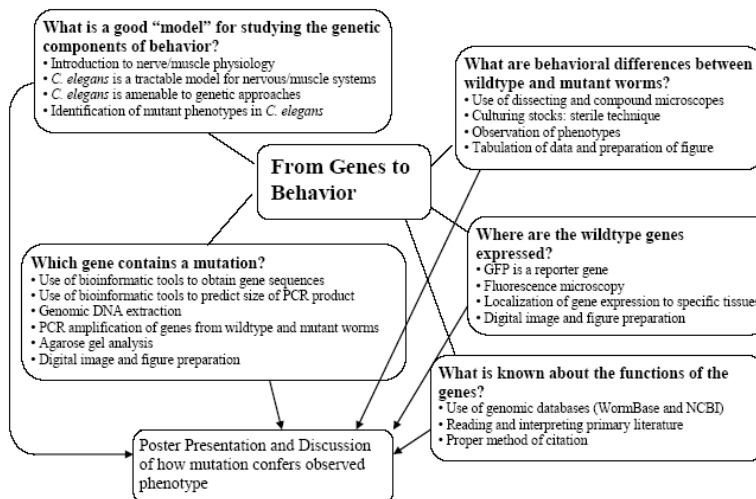 What is a good “model” for studying the genetic
components of behavior?
• Introduction to nerve/muscle physiology
• C. elegans is a tractable model for nervous/muscle systems
• C. elegans is amenable to genetic approaches
• Identification of mutant phenotypes in C. elegans
What are behavioral differences between
wildtype and mutant worms?
• Use of dissecting and compound microscopes
• Culturing stocks: sterile technique
• Observation of phenotypes
• Tabulation of data and preparation of figure
From Genes to
Behavior
Which gene contains a mutation?
• Use of bioinformatic tools to obtain gene sequences
• Use of bioinformatic tools to predict size of PCR product
• Genomic DNA extraction
• PCR amplification of genes from wildtype and mutant worms
• Agarose gel analysis
• Digital image and figure preparation
Where are the wildtype genes
expressed?
• GFP is a reporter gene
• Fluorescence microscopy
• Localization of gene expression to specific tissues
• Digital image and figure preparation
What is known about the functions of the
genes?
• Use of genomic databases (WormBase and NCBI)
• Reading and interpreting primary literature
• Proper method of citation
Poster Presentation and Discussion
of how mutation confers observed
phenotype